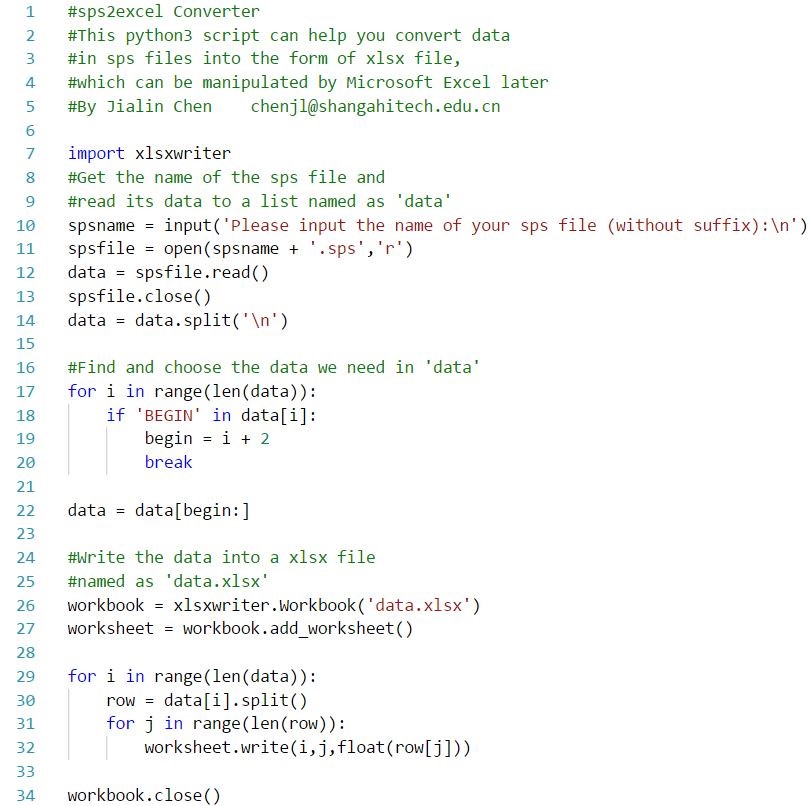 1 #sps2excel Converter
2 #This python3 script can help you convert data
3 #in sps files into the form of xlsx file,
4 #which can be manipulated by Microsoft Excel later
5 #By Jialin Chen    chenjl@shangahitech.edu.cn
6
7 import xlsxwriter
8 #Get the name of the sps file and
9 #read its data to a list named as 'data'
10 spsname = input('Please input the name of your sps file (without suffix):\n')
11 spsfile = open(spsname + '.sps','r')
12 data = spsfile.read()
13 spsfile.close()
14 data = data.split('\n')
15
16 #Find and choose the data we need in 'data'
17 for i in range(len(data)):
18     if 'BEGIN' in data[i]:
19         begin = i + 2
20         break
21
22 data = data[begin:]
23
24 #Write the data into a xlsx file
25 #named as 'data.xlsx'
26 workbook = xlsxwriter.Workbook('data.xlsx')
27 worksheet = workbook.add_worksheet()
28
29 for i in range(len(data)):
30     row = data[i].split()
31     for j in range(len(row)):
32         worksheet.write(i,j,float(row[j]))
33
34 workbook.close()